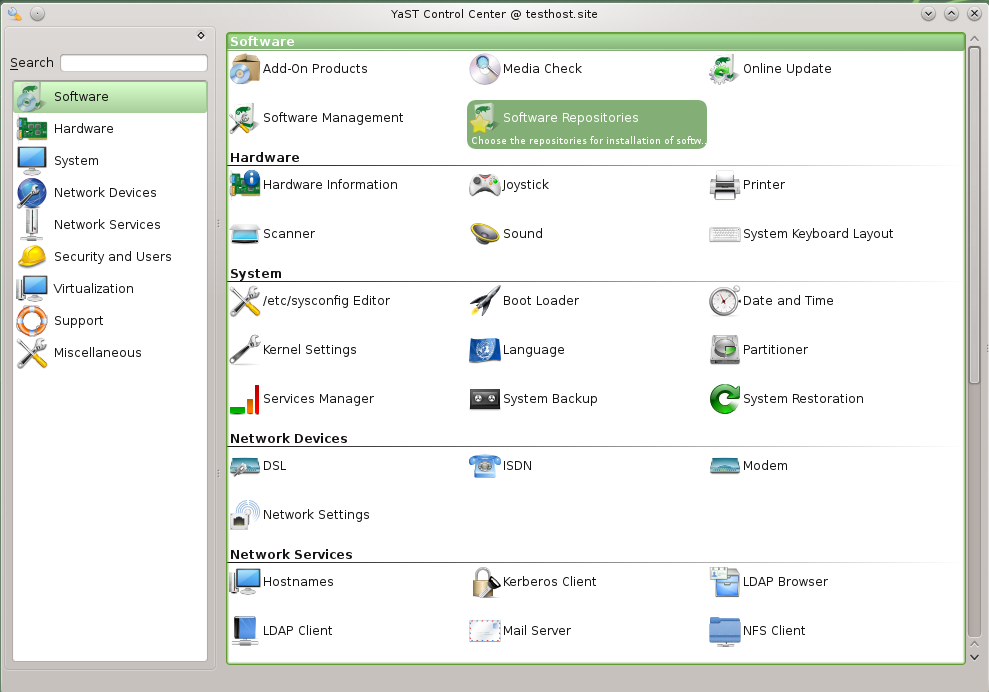 YaST Control Center @ testhost.site
Search
Software
Hardware
System
Network Devices
Network Services
Security and Users
Virtualization
Support
Miscellaneous
Software
Add-On Products
Media Check
Online Update
Software Management
Software Repositories
Choose the repositories for installation of softw..
Hardware
Hardware Information
Joystick
Printer
Scanner
Sound
System Keyboard Layout
System
/etc/sysconfig Editor
Boot Loader
Date and Time
Kernel Settings
Language
Partitioner
Services Manager
System Backup
System Restoration
Network Devices
DSL
ISDN
Modem
Network Settings
Network Services
Hostnames
Kerberos Client
LDAP Browser
LDAP Client
Mail Server
NFS Client